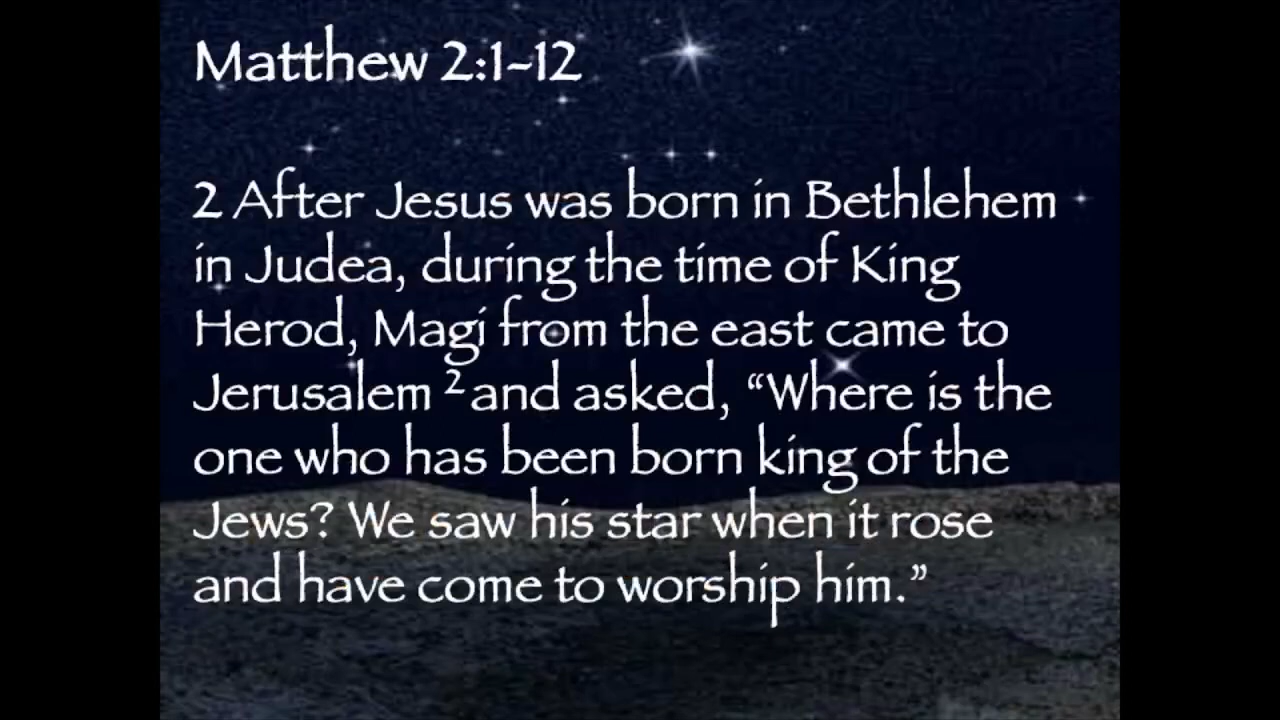 Matthew 2:1-12
2 After Jesus was born in Bethlehem
in Judea, during the time of King
Herod, Magi from the east came to
Jerusalem ² and asked, “Where is the
one who has been born king of the
Jews? We saw his star when it rose
and have come to worship him.”